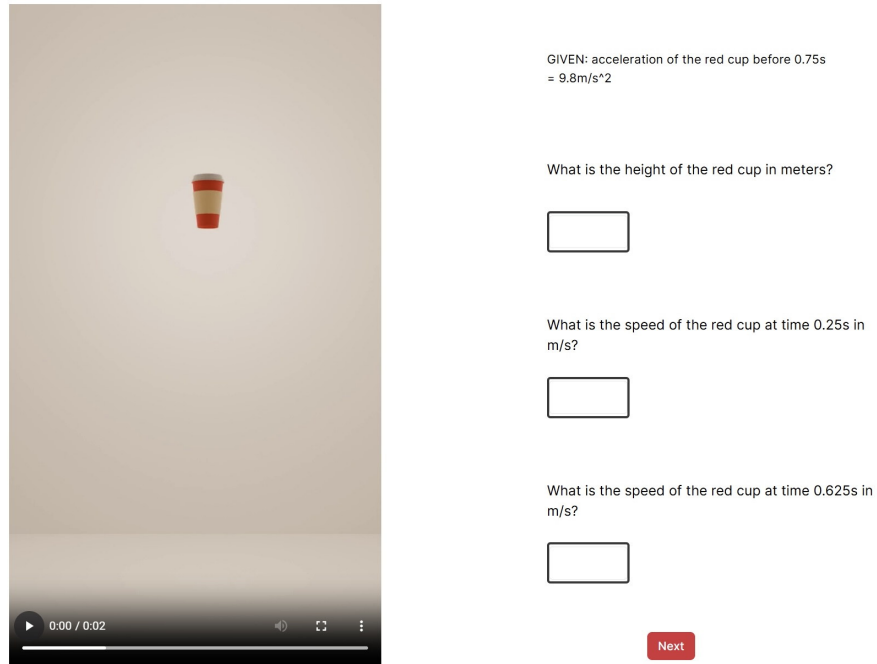 GIVEN: acceleration of the red cup before 0.75s
= 9.8m/s^2
What is the height of the red cup in meters?
What is the speed of the red cup at time 0.25s in
m/s?
What is the speed of the red cup at time 0.625s in
m/s?
0:00 / 0:02
Next